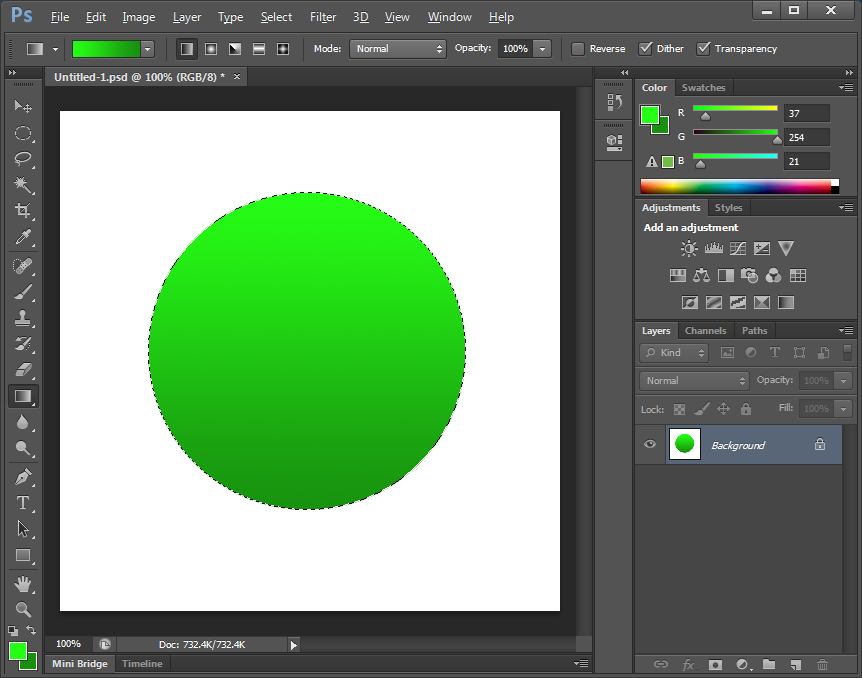 Ps File Edit Image Layer Type Select Filter 3D View Window Help
Mode: Normal Opacity: 100% Reverse Dither Transparency
Untitled-1.psd @ 100% (RGB/8) * ×
Color Swatches
R 37
G 254
B 21
Adjustments Styles
Add an adjustment
Layers Channels Paths
Kind
Normal Opacity: 100%
Lock: Fill: 100%
Background
100% Doc: 732.4K/732.4K
Mini Bridge Timeline